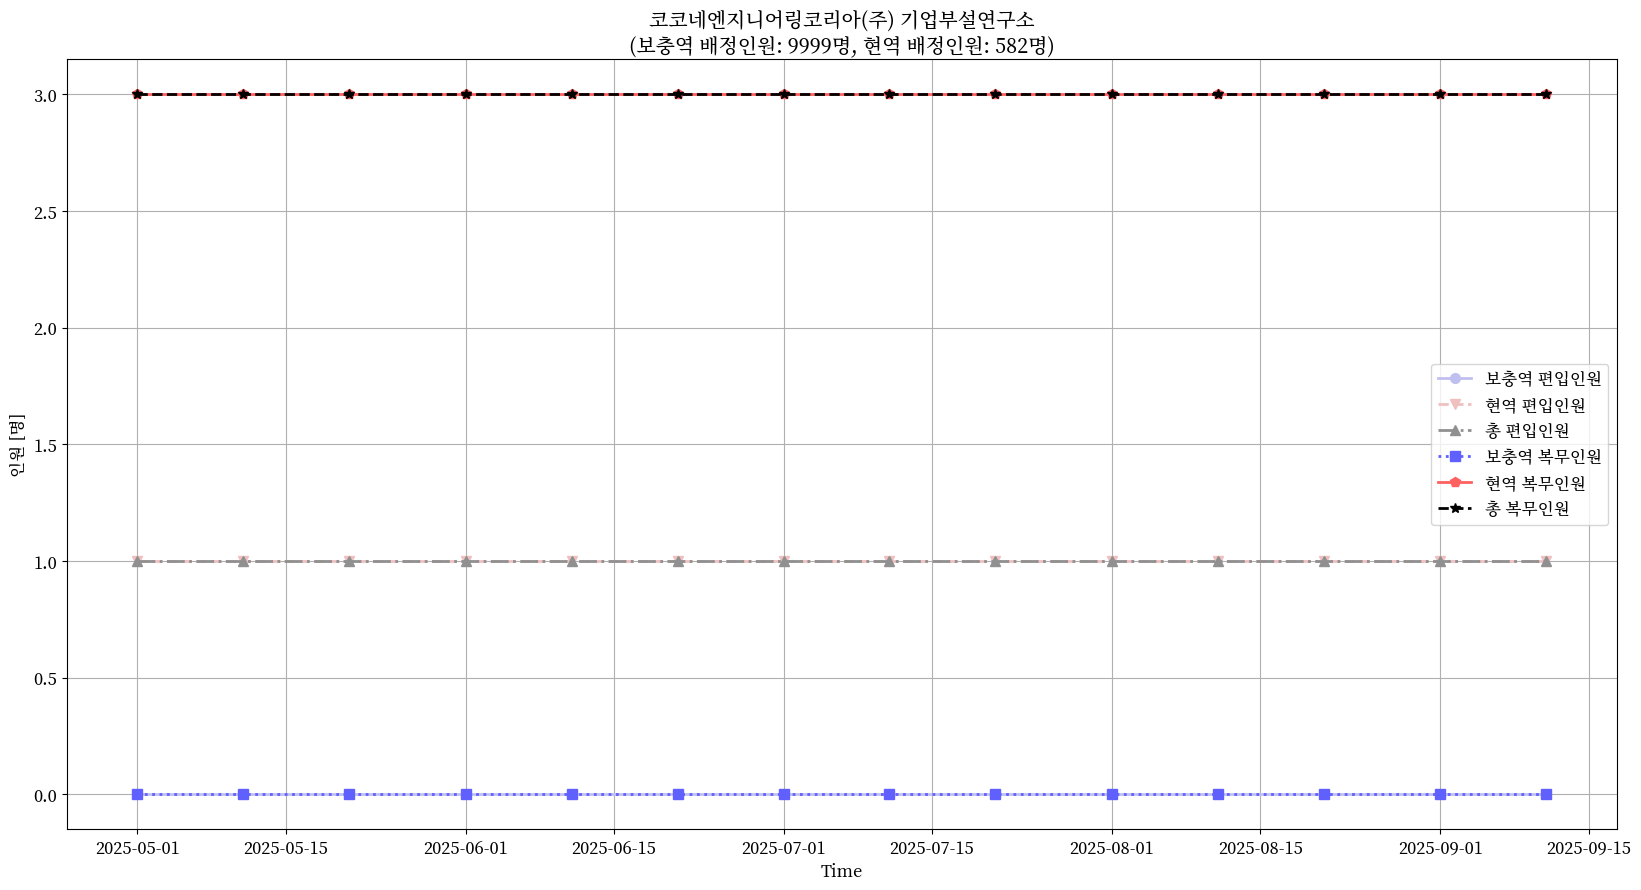 코코네엔지니어링코리아(주) 기업부설연구소
(보충역 배정인원: 9999명, 현역 배정인원: 582명)
3.0
2.5
2.0
1.5
1.0
0.5
0.0
인원 [명]
보충역 편입인원
현역 편입인원
총 편입인원
보충역 복무인원
현역 복무인원
총 복무인원
2025-05-01 2025-05-15 2025-06-01 2025-06-15 2025-07-01 2025-07-15 2025-08-01 2025-08-15 2025-09-01 2025-09-15
Time